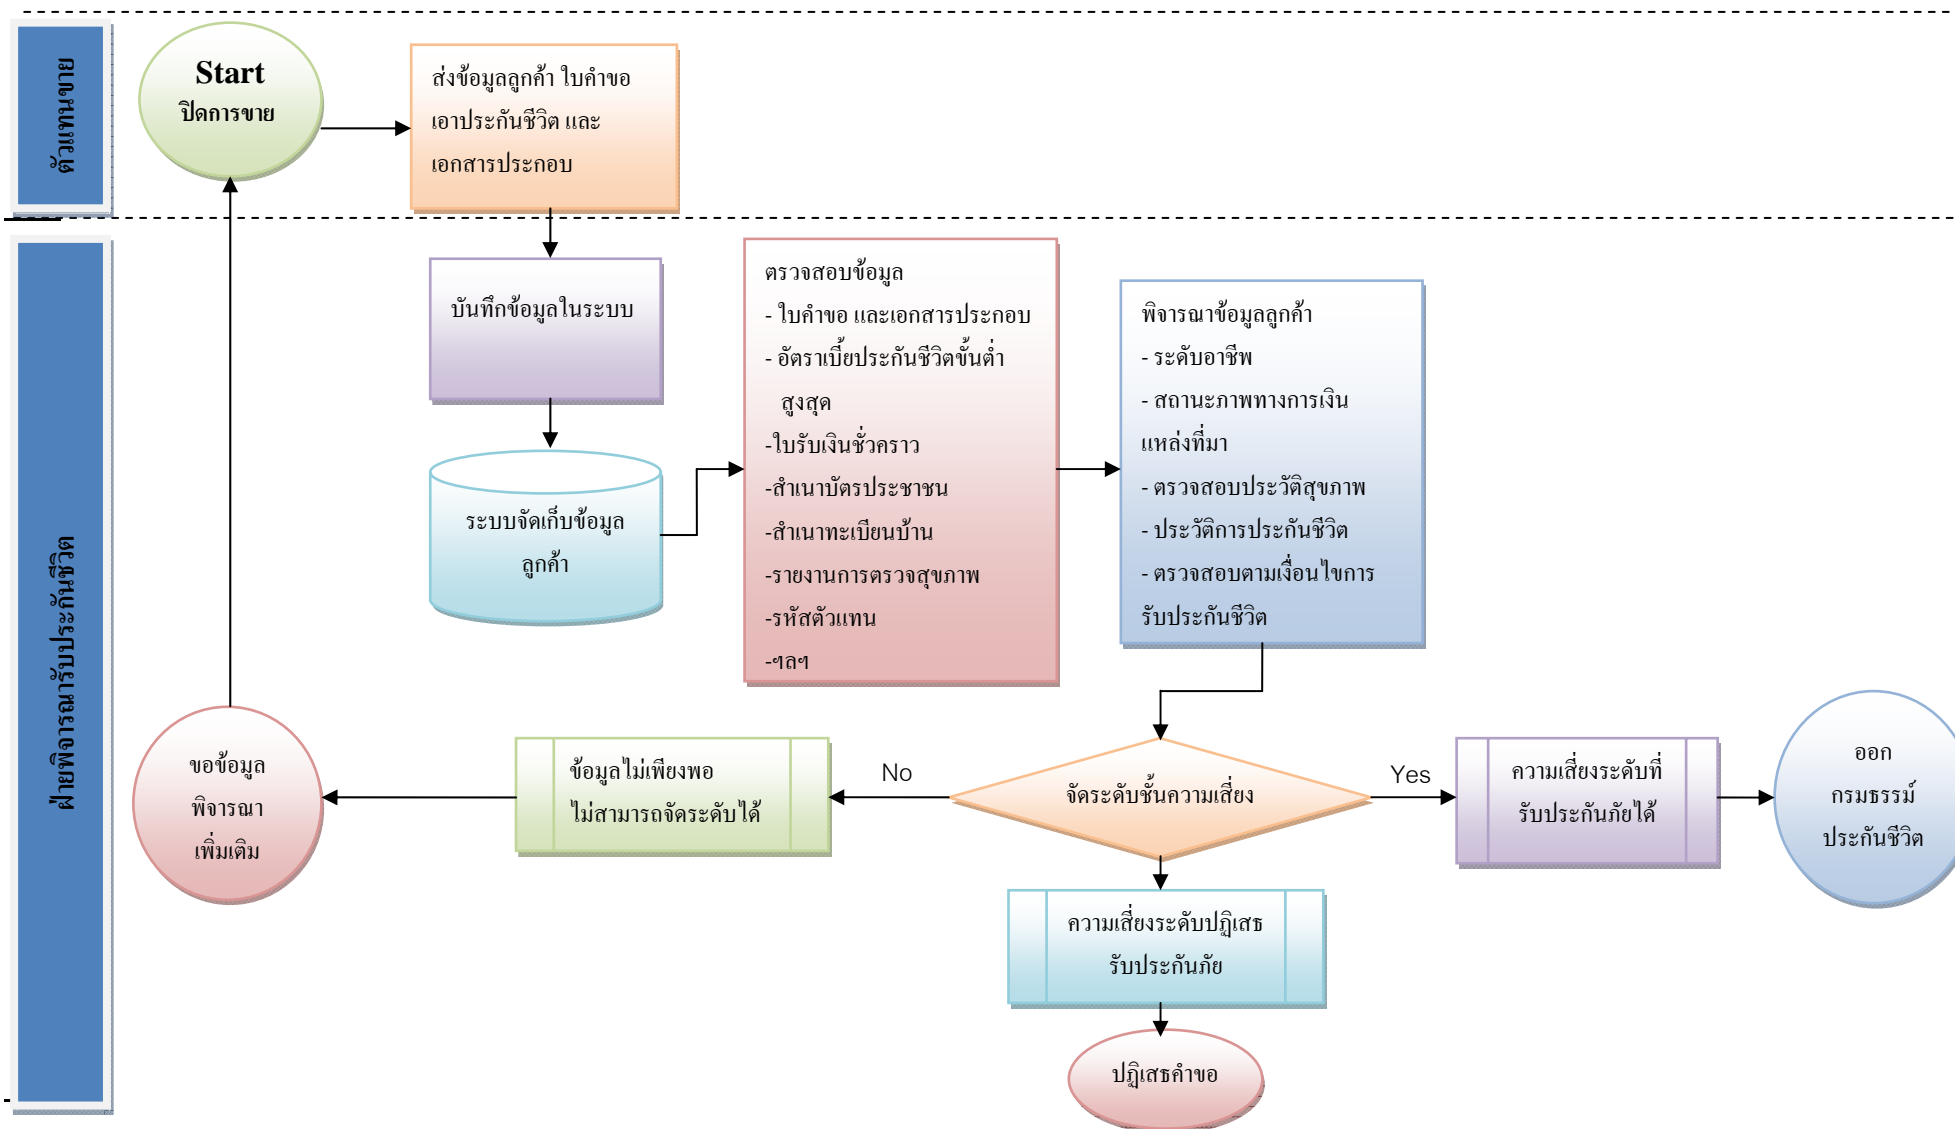 ตัวแทนขาย
Start
ปิดการขาย
ส่งข้อมูลลูกค้า ใบคำขอ
เอาประกันชีวิต และ
เอกสารประกอบ
ฝ่ายพิจารณารับประกันชีวิต
บันทึกข้อมูลในระบบ
ระบบจัดเก็บข้อมูล
ลูกค้า
ตรวจสอบข้อมูล
- ใบคำขอ และเอกสารประกอบ
- อัตราเบี้ยประกันชีวิตขั้นต่ำ
สูงสุด
-ใบรับเงินชั่วคราว
-สำเนาบัตรประชาชน
-สำเนาทะเบียนบ้าน
-รายงานการตรวจสุขภาพ
-รหัสตัวแทน
-ฯลฯ
พิจารณาข้อมูลลูกค้า
- ระดับอาชีพ
- สถานะภาพทางการเงิน
แหล่งที่มา
- ตรวจสอบประวัติสุขภาพ
- ประวัติการประกันชีวิต
- ตรวจสอบตามเงื่อนไขการ
รับประกันชีวิต
ขอข้อมูล
พิจารณา
เพิ่มเติม
ข้อมูลไม่เพียงพอ
ไม่สามารถจัดระดับได้
No
จัดระดับชั้นความเสี่ยง
Yes
ความเสี่ยงระดับที่
รับประกันภัยได้
ออก
กรมธรรม์
ประกันชีวิต
ความเสี่ยงระดับปฏิเสธ
รับประกันภัย
ปฏิเสธคำขอ